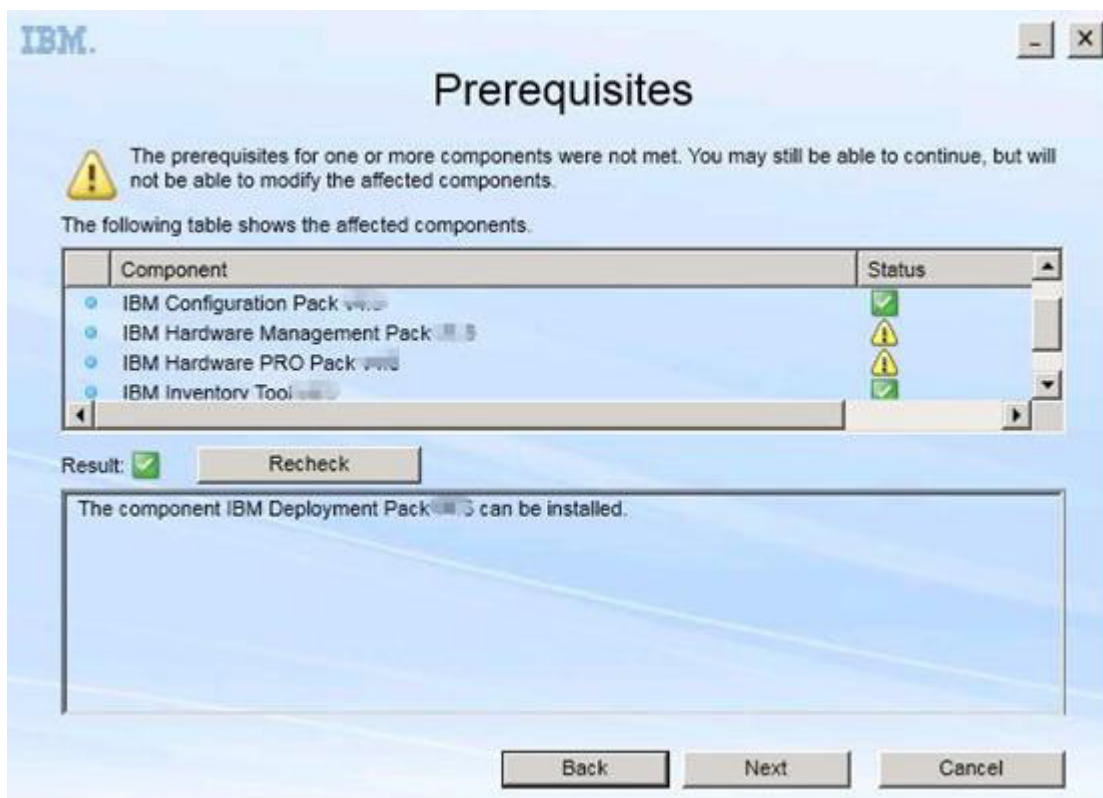 IBM.
Prerequisites
The prerequisites for one or more components were not met. You may still be able to continue, but will
not be able to modify the affected components.
The following table shows the affected components.
Component Status
IBM Configuration Pack
IBM Hardware Management Pack
IBM Hardware PRO Pack
IBM Inventory Tool
Result: Recheck
The component IBM Deployment Pack can be installed.
Back Next Cancel